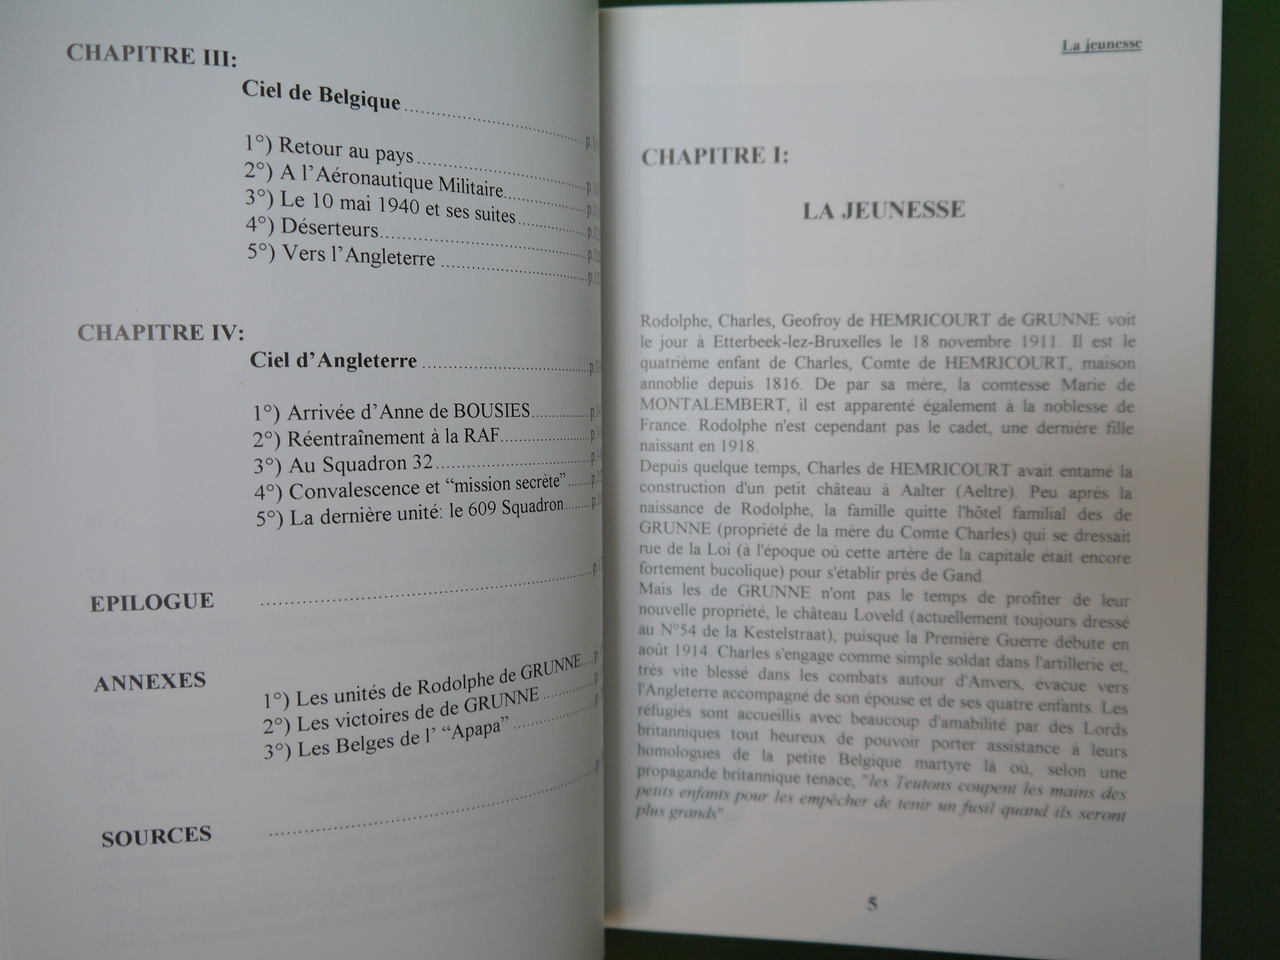 CHAPITRE III:
Ciel de Belgique
1°) Retour au pays
2°) A l'Aéronautique Militaire
3°) Le 10 mai 1940 et ses suites
4°) Déserteurs
5°) Vers l'Angleterre
CHAPITRE IV:
Ciel d'Angleterre
1°) Arrivée d'Anne de BOUSIES
2°) Réentraînement à la RAF
3°) Au Squadron 32
4°) Convalescence et “mission secrète”
5°) La dernière unité: le 609 Squadron
EPILOGUE
ANNEXES
1°) Les unités de Rodolphe de GRUNNE
2°) Les victoires de de GRUNNE
3°) Les Belges de l' “Apapa”
SOURCES
La jeunesse
CHAPITRE I:
LA JEUNESSE
Rodolphe, Charles, Geofroy de HEMRICOURT de GRUNNE voit
le jour à Etterbeek-lez-Bruxelles le 18 novembre 1911. Il est le
quatrième enfant de Charles, Comte de HEMRICOURT, maison
annoblie depuis 1816. De par sa mère, la comtesse Marie de
MONTALEMBERT, il est apparenté également à la noblesse de
France. Rodolphe n'est cependant pas le cadet, une dernière fille
naissant en 1918.
Depuis quelque temps, Charles de HEMRICOURT avait entamé la
construction d'un petit château à Aalter (Aeltre). Peu après la
naissance de Rodolphe, la famille quitte l'hôtel familial des de
GRUNNE (propriété de la mère du Comte Charles) qui se dressait
rue de la Loi (à l'époque où cette artère de la capitale était encore
fortement bucolique) pour s'établir près de Gand.
Mais les de GRUNNE n'ont pas le temps de profiter de leur
nouvelle propriété, le château Loveld (actuellement toujours dressé
au N°54 de la Kestelstraat), puisque la Première Guerre débute en
août 1914. Charles s'engage comme simple soldat dans l'artillerie et,
très vite blessé dans les combats autour d'Anvers, évacue vers
l'Angleterre accompagné de son épouse et de ses quatre enfants. Les
réfugiés sont accueillis avec beaucoup d'amabilité par des Lords
britanniques tout heureux de pouvoir porter assistance à leurs
homologues de la petite Belgique martyre là où, selon une
propagande britannique tenace, "les Teutons coupent les mains des
petits enfants pour les empêcher de tenir un fusil quand ils seront
plus grands"...
5